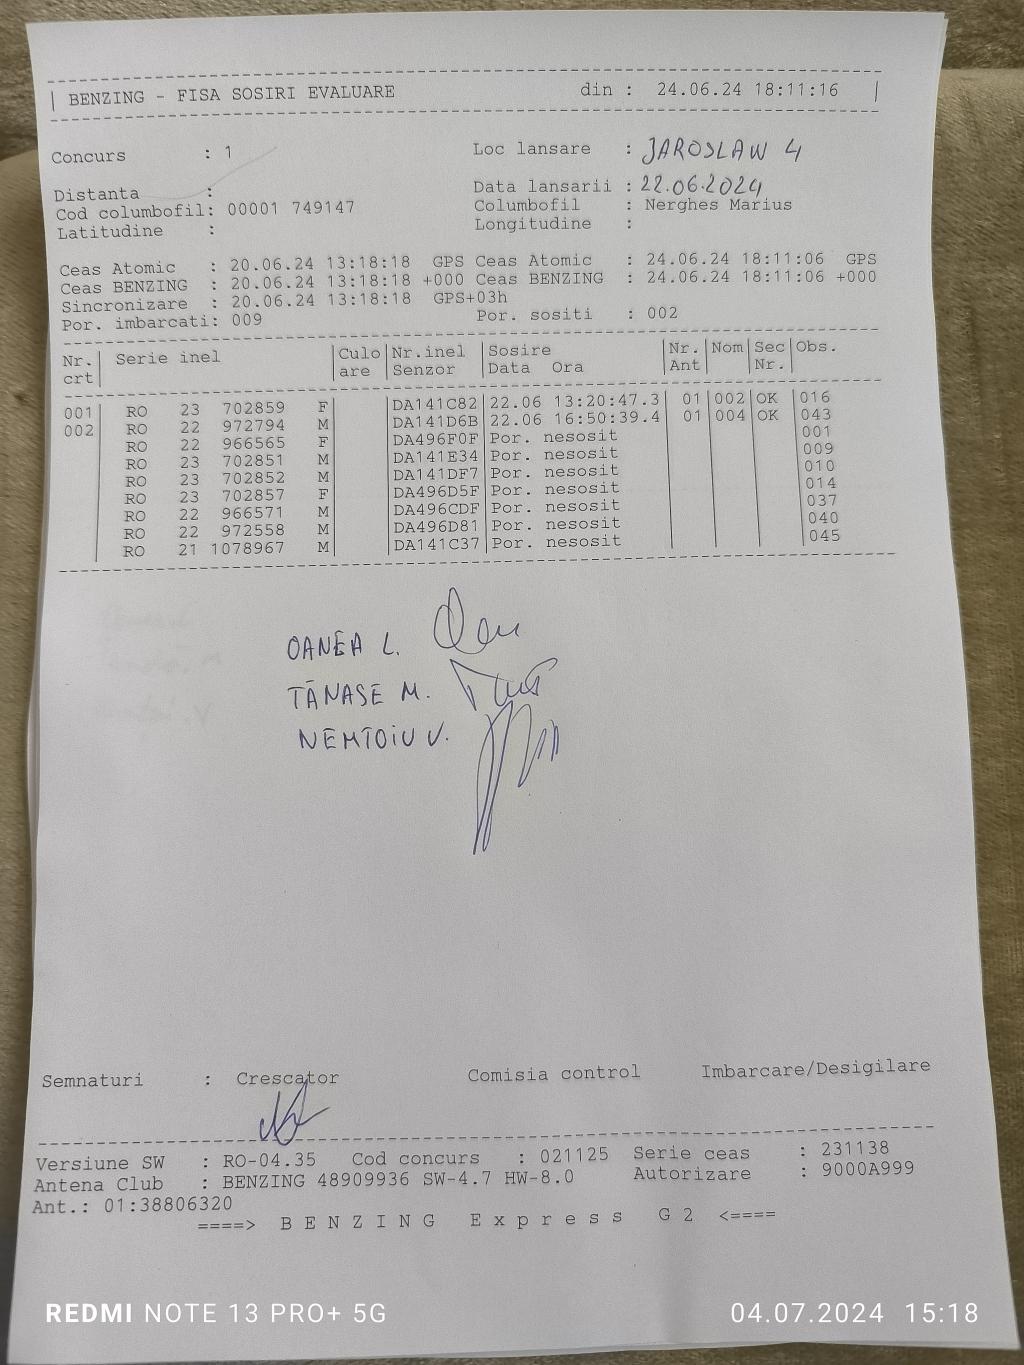 BENZING - FISA SOSIRI EVALUARE din : 24.06.24 18:11:16
Concurs : 1 Loc lansare : JAROSLAW 4
Distanta : Data lansarii : 22.06.2024
Cod columbofil: 00001 749147 Columbofil : Nerghes Marius
Latitudine : Longitudine :
Ceas Atomic : 20.06.24 13:18:18 GPS Ceas Atomic : 24.06.24 18:11:06 GPS
Ceas BENZING : 20.06.24 13:18:18 +000 Ceas BENZING : 24.06.24 18:11:06 +000
Sincronizare : 20.06.24 13:18:18 GPS+03h
Por. imbarcati: 009 Por. sositi : 002
Nr. Serie inel Culo Nr.inel Sosire Nr. Nom Sec Obs.
crt are Senzor Data Ora Ant Nr.
001 RO 23 702859 F DA141C82 22.06 13:20:47.3 01 002 OK 016
002 RO 22 972794 M DA141D6B 22.06 16:50:39.4 01 004 OK 043
RO 22 966565 F DA496F0F Por. nesosit 001
RO 23 702851 M DA141E34 Por. nesosit 009
RO 23 702852 M DA141DF7 Por. nesosit 010
RO 23 702857 F DA496D5F Por. nesosit 014
RO 22 966571 M DA496CDF Por. nesosit 037
RO 22 972558 M DA496D81 Por. nesosit 040
RO 21 1078967 M DA141C37 Por. nesosit 045
OANEA L.
TĂNASE M.
NEMTOIU V.
Semnaturi : Crescator Comisia control Imbarcare/Desigilare
Versiune SW : RO-04.35 Cod concurs : 021125 Serie ceas : 231138
Antena Club : BENZING 48909936 SW-4.7 HW-8.0 Autorizare : 9000A999
Ant.: 01:38806320
====> B E N Z I N G E x p r e s s G 2 <====
REDMI NOTE 13 PRO+ 5G 04.07.2024 15:18